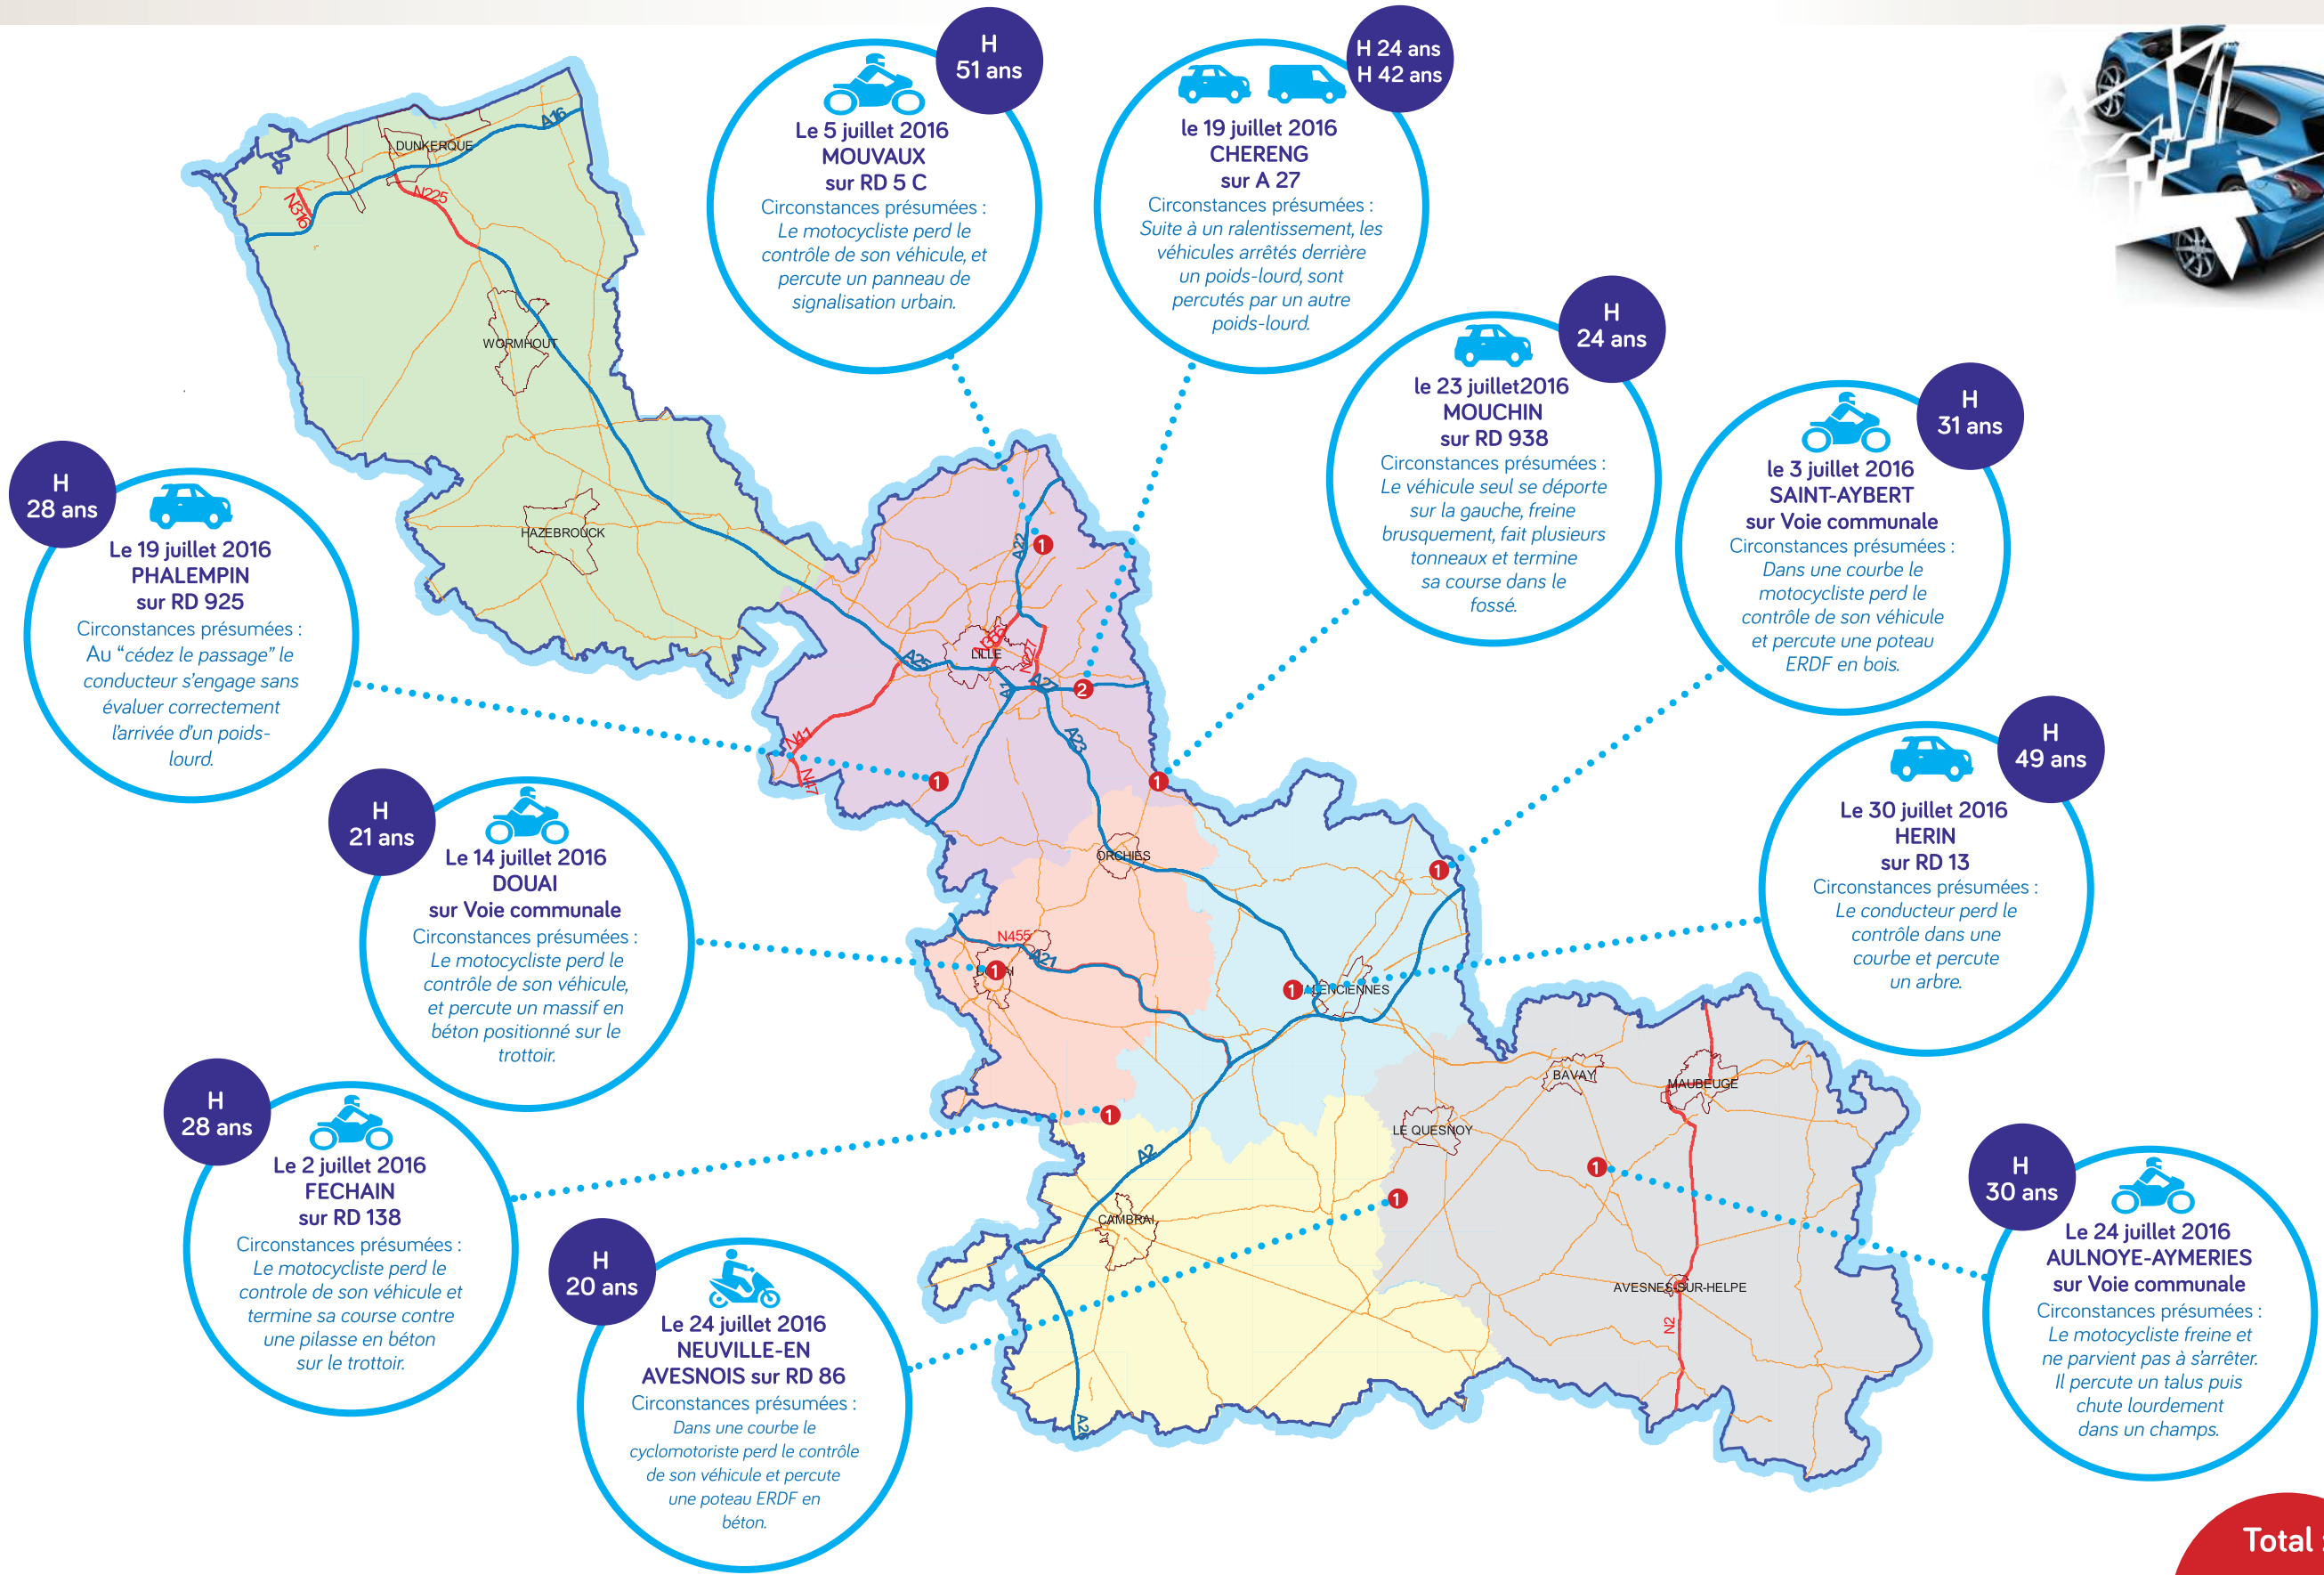 H
51 ans
Le 5 juillet 2016
MOUVAUX
sur RD 5 C
Circonstances présumées :
Le motocycliste perd le
contrôle de son véhicule, et
percute un panneau de
signalisation urbain.
H 24 ans
H 42 ans
le 19 juillet 2016
CHERENG
sur A 27
Circonstances présumées :
Suite à un ralentissement, les
véhicules arrêtés derrière
un poids-lourd, sont
percutés par un autre
poids-lourd.
H
24 ans
le 23 juillet2016
MOUCHIN
sur RD 938
Circonstances présumées :
Le véhicule seul se déporte
sur la gauche, freine
brusquement, fait plusieurs
tonneaux et termine
sa course dans le
fossé.
H
31 ans
le 3 juillet 2016
SAINT-AYBERT
sur Voie communale
Circonstances présumées :
Dans une courbe le
motocycliste perd le
contrôle de son véhicule
et percute une poteau
ERDF en bois.
H
28 ans
Le 19 juillet 2016
PHALEMPIN
sur RD 925
Circonstances présumées :
Au “cédez le passage” le
conducteur s’engage sans
évaluer correctement
l’arrivée d’un poids-
lourd.
H
49 ans
Le 30 juillet 2016
HERIN
sur RD 13
Circonstances présumées :
Le conducteur perd le
contrôle dans une
courbe et percute
un arbre.
H
21 ans
Le 14 juillet 2016
DOUAI
sur Voie communale
Circonstances présumées :
Le motocycliste perd le
contrôle de son véhicule,
et percute un massif en
béton positionné sur le
trottoir.
H
28 ans
Le 2 juillet 2016
FECHAIN
sur RD 138
Circonstances présumées :
Le motocycliste perd le
controle de son véhicule et
termine sa course contre
une pilasse en béton
sur le trottoir.
H
20 ans
Le 24 juillet 2016
NEUVILLE-EN
AVESNOIS sur RD 86
Circonstances présumées :
Dans une courbe le
cyclomotoriste perd le contrôle
de son véhicule et percute
une poteau ERDF en
béton.
H
30 ans
Le 24 juillet 2016
AULNOYE-AYMERIES
sur Voie communale
Circonstances présumées :
Le motocycliste freine et
ne parvient pas à s’arrêter.
Il percute un talus puis
chute lourdement
dans un champs.
A16
DUNKERQUE
N225
N316
WORMHOUT
HAZEBROUCK
A22
1
LILLE
N227
A25
A1
A27
2
A23
N41
N47
1
1
ORCHIES
1
N455
A21
1
1
ALENCIENNES
BAVAY
MAUBEUGE
1
LE QUESNOY
A2
1
1
CAMBRAI
AVESNES-SUR-HELPE
N2
Total :